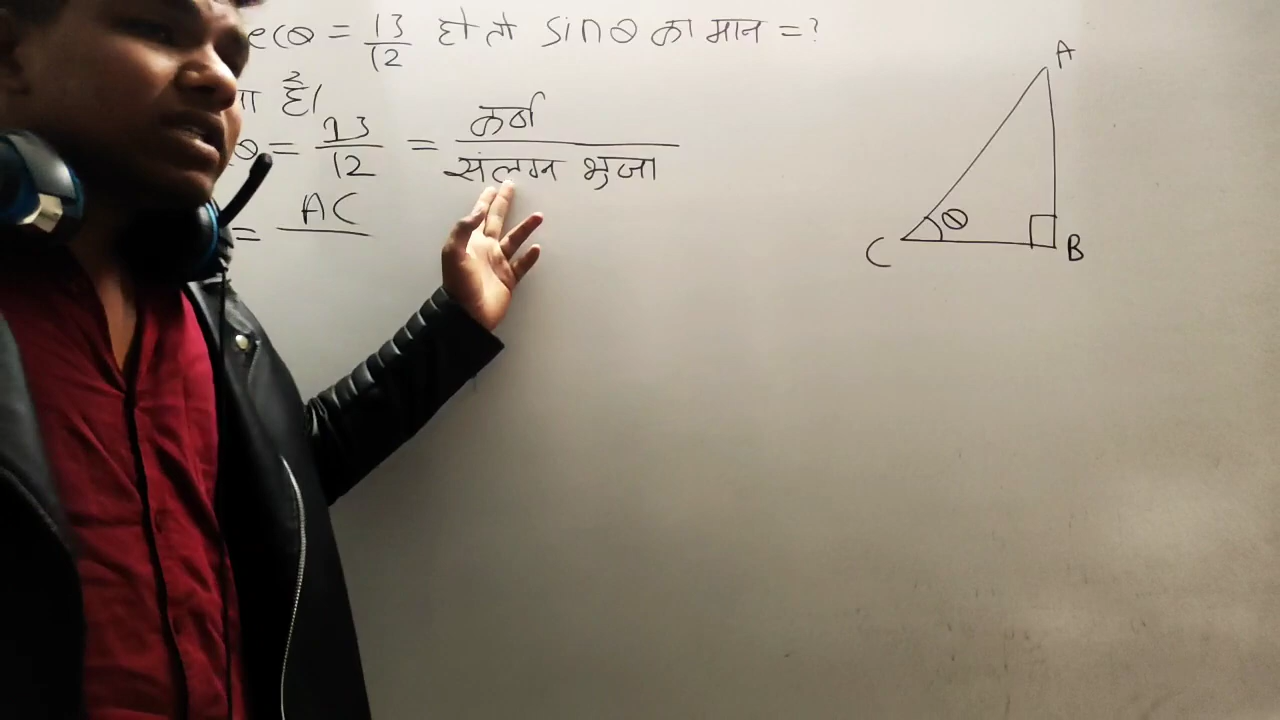 ecθ = 13/12 हो तो sinθ का मान = ?
है।
θ = 13/12 = कर्ण/संलग्न भुजा
= AC
A
θ
C
B